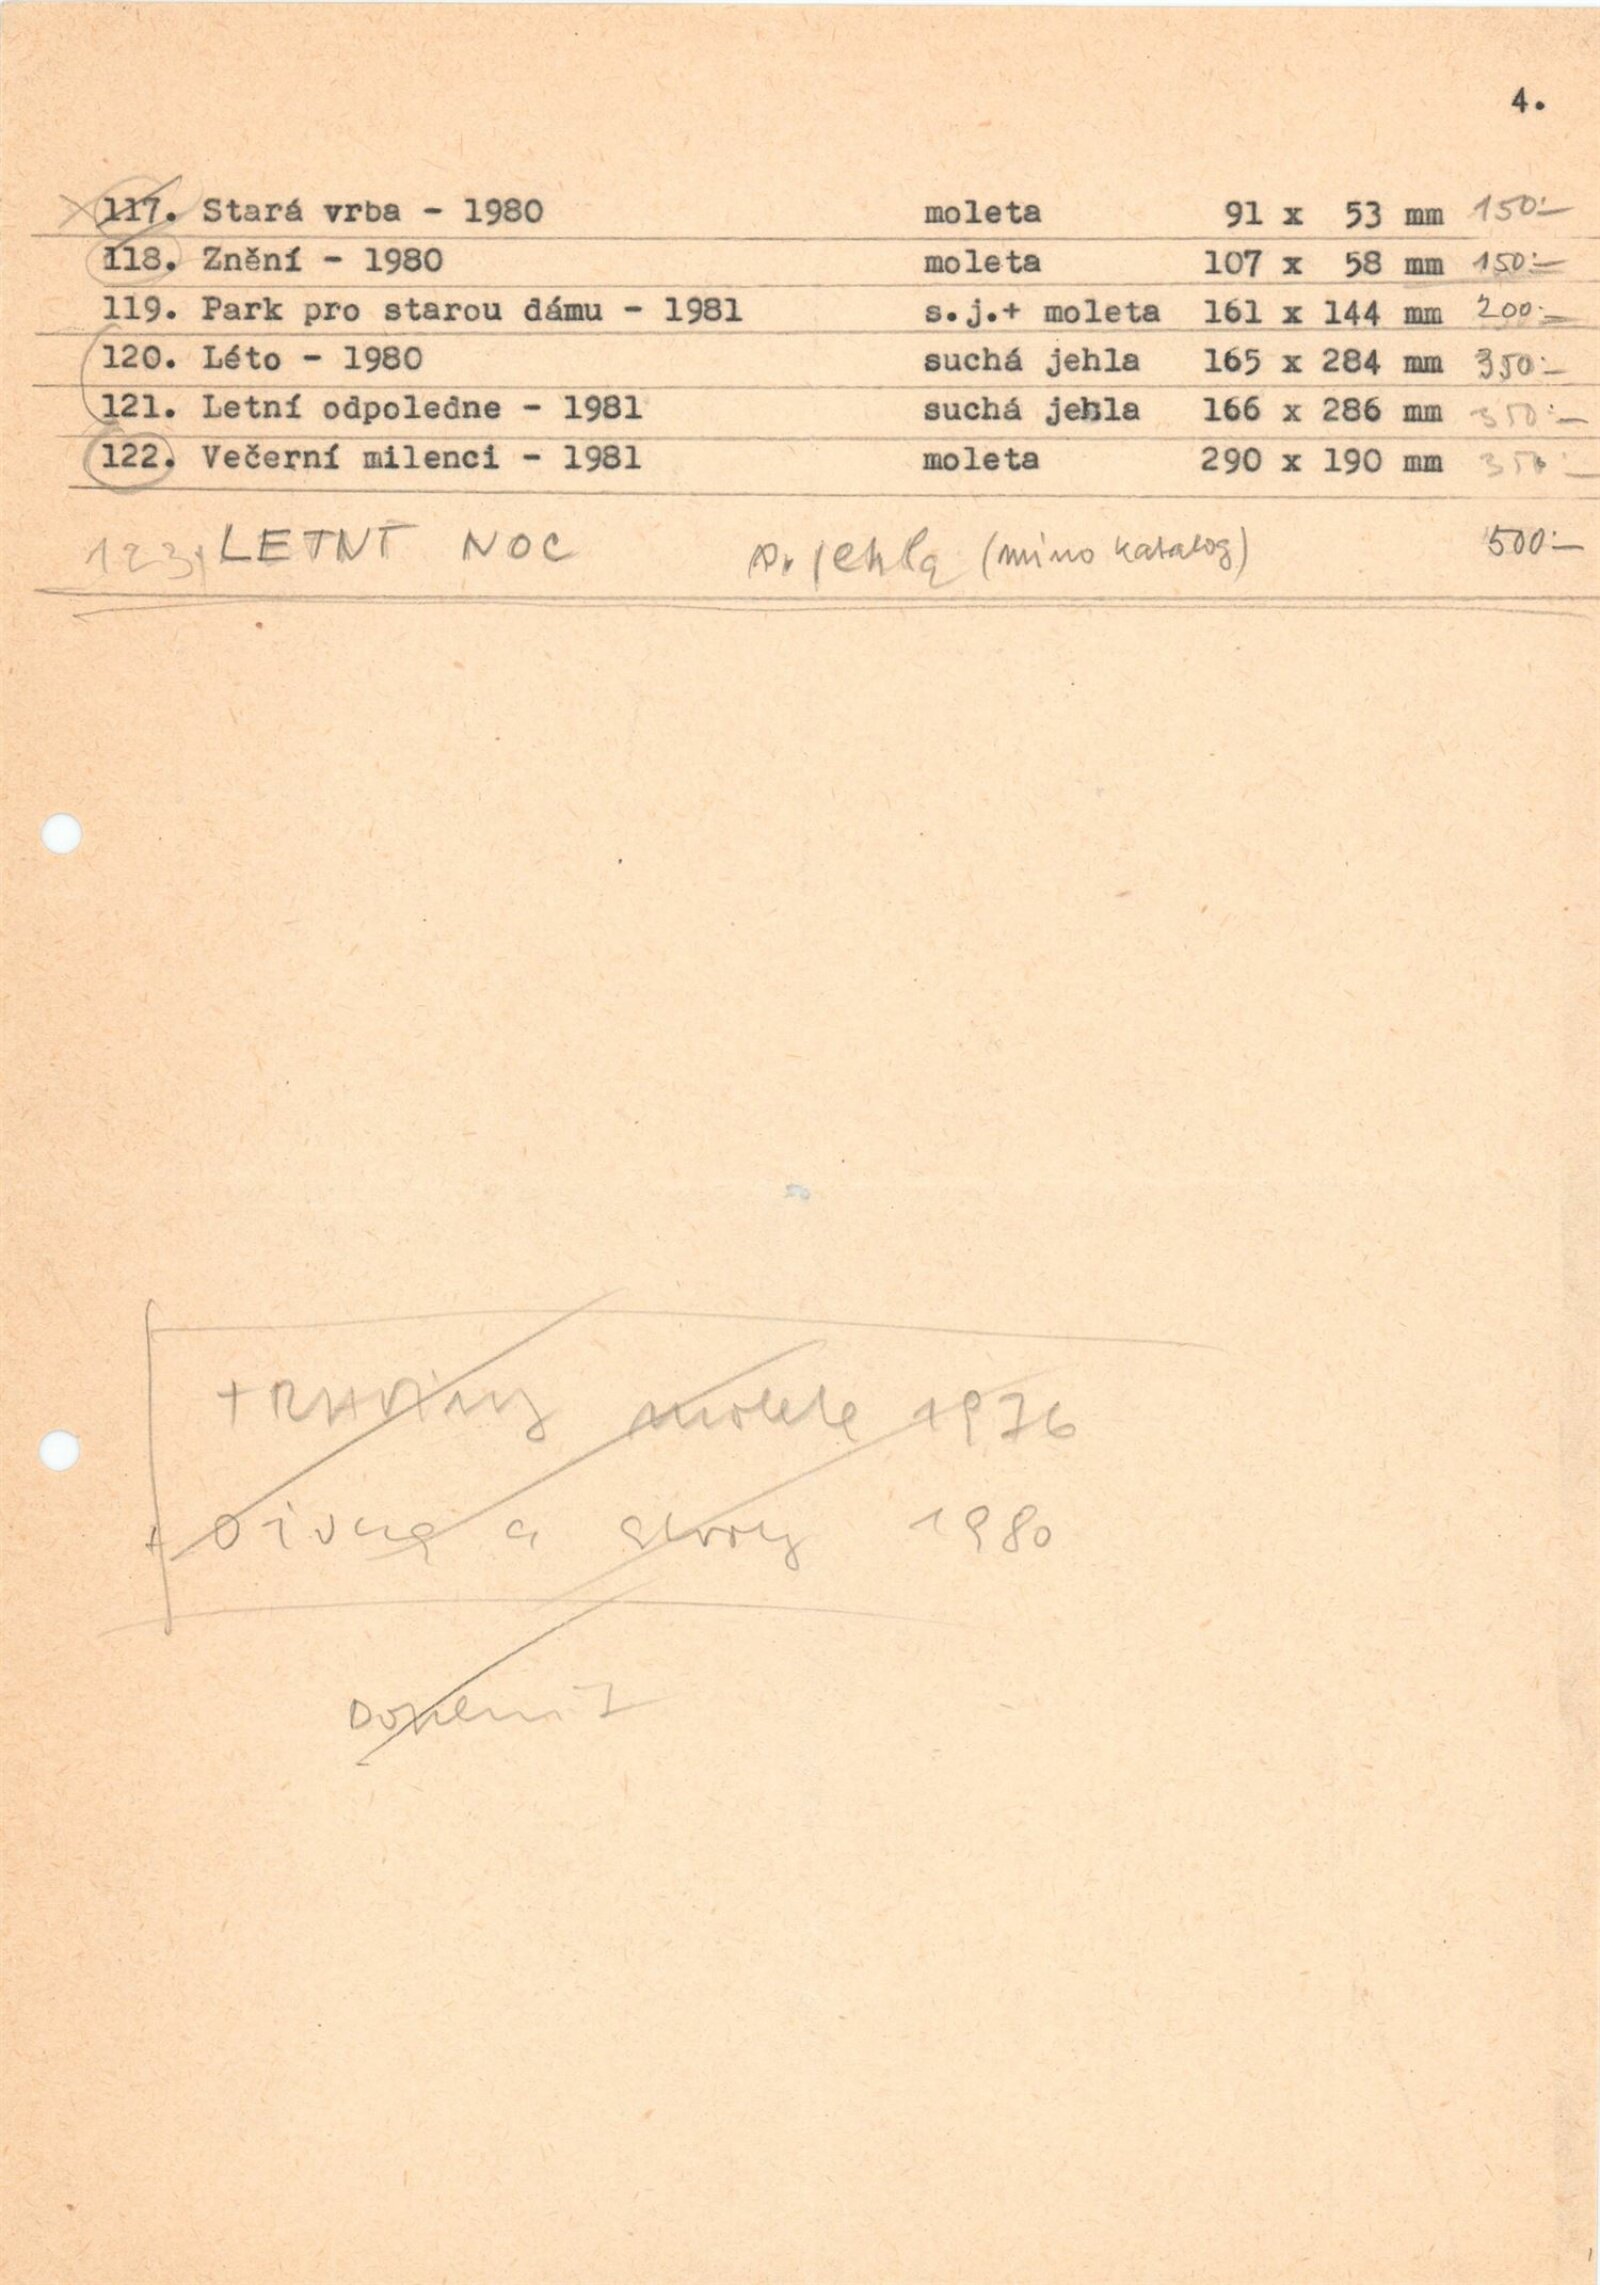 4.
117. Stará vrba - 1980 moleta 91 x 53 mm 150:-
118. Znění - 1980 moleta 107 x 58 mm 150:-
119. Park pro starou dámu - 1981 s.j.+ moleta 161 x 144 mm 200:-
120. Léto - 1980 suchá jehla 165 x 284 mm 350:-
121. Letní odpoledne - 1981 suchá jehla 166 x 286 mm 350:-
122. Večerní milenci - 1981 moleta 290 x 190 mm 350:-
123. LETNÍ NOC s. jehla (mimo katalog) 500:-
+ moleta 1976
+ Dívka a 1980